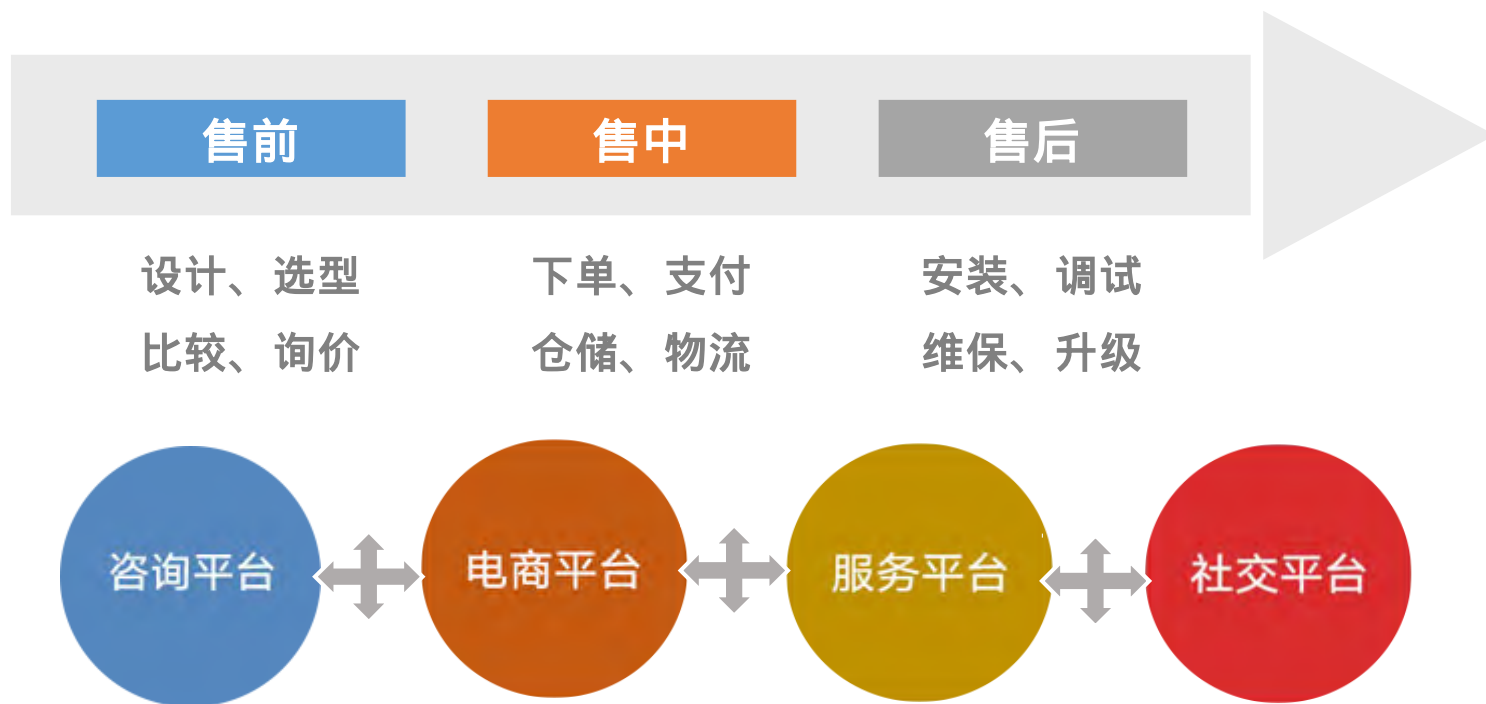 售前
售中
售后
设计、选型
比较、询价
下单、支付
仓储、物流
安装、调试
维保、升级
咨询平台
电商平台
服务平台
社交平台